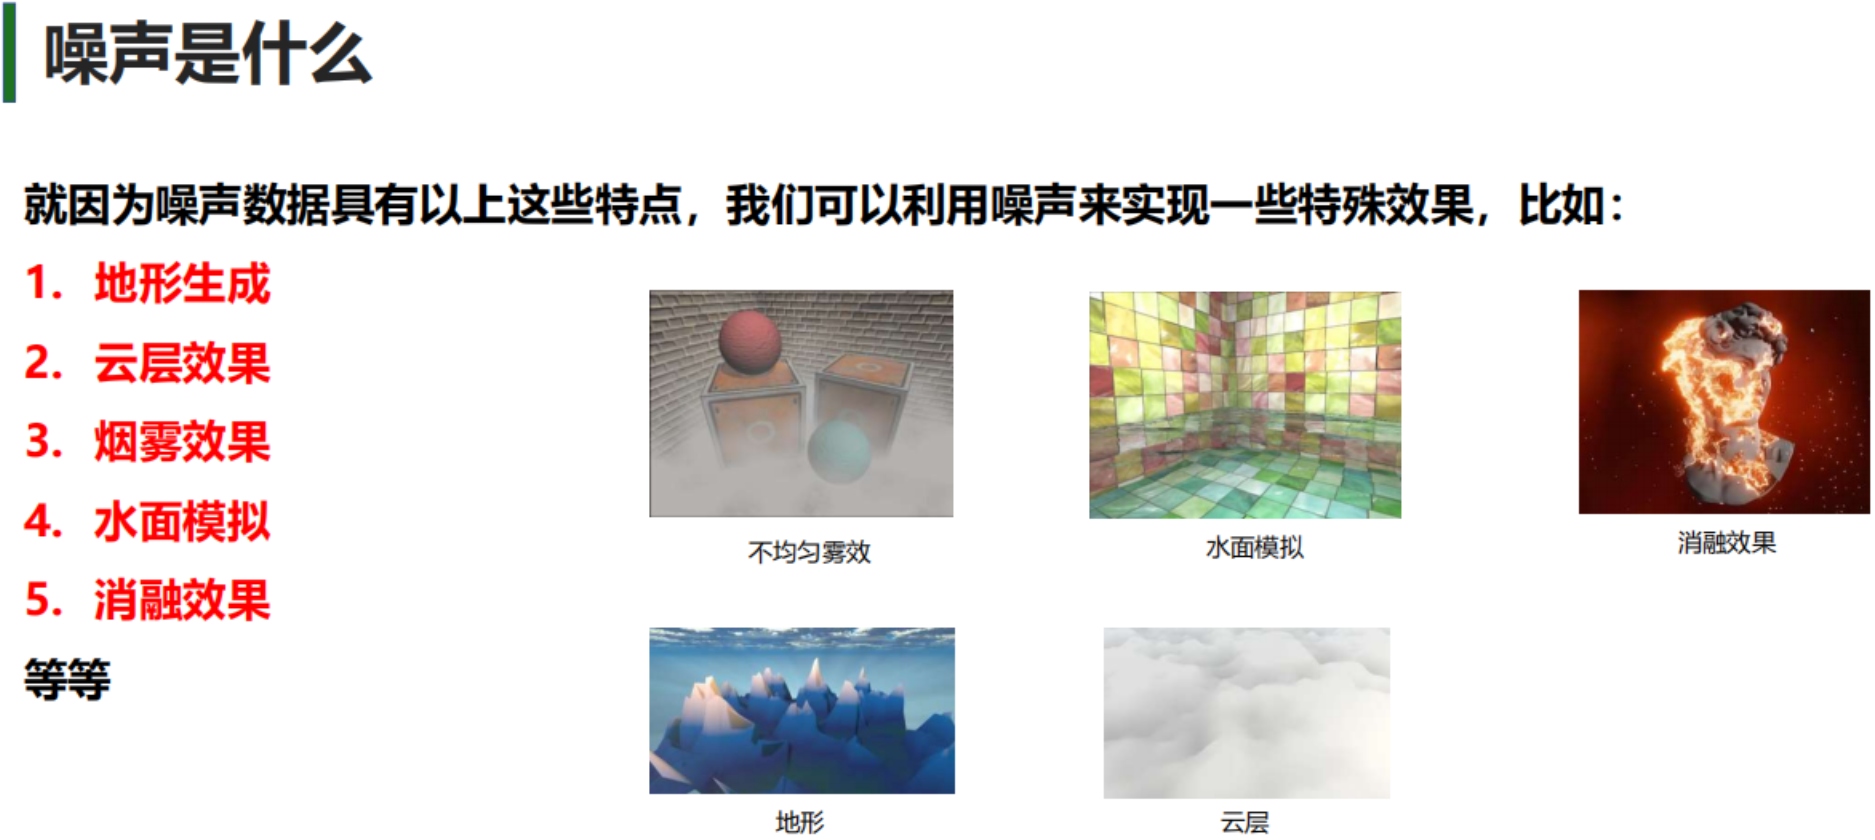 噪声是什么
就因为噪声数据具有以上这些特点，我们可以利用噪声来实现一些特殊效果，比如：
1. 地形生成
2. 云层效果
3. 烟雾效果
4. 水面模拟
5. 消融效果
等等
不均匀雾效
水面模拟
消融效果
地形
云层